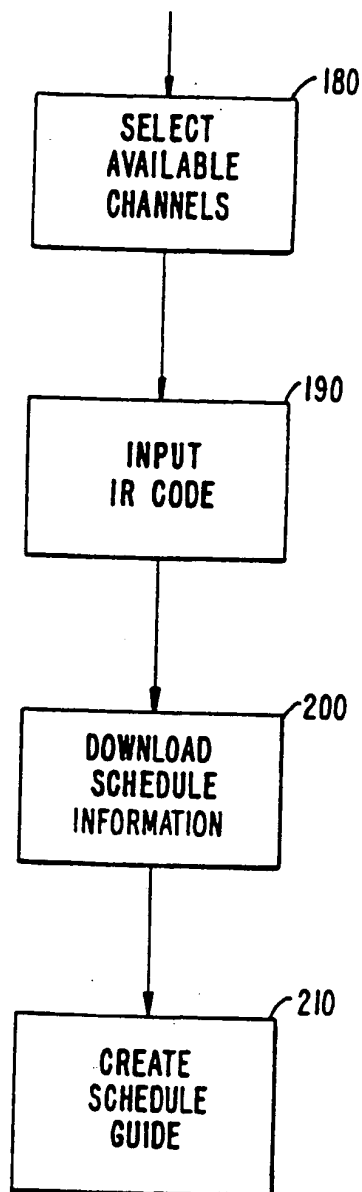 180
SELECT
AVAILABLE
CHANNELS
190
INPUT
IR CODE
200
DOWNLOAD
SCHEDULE
INFORMATION
210
CREATE
SCHEDULE
GUIDE